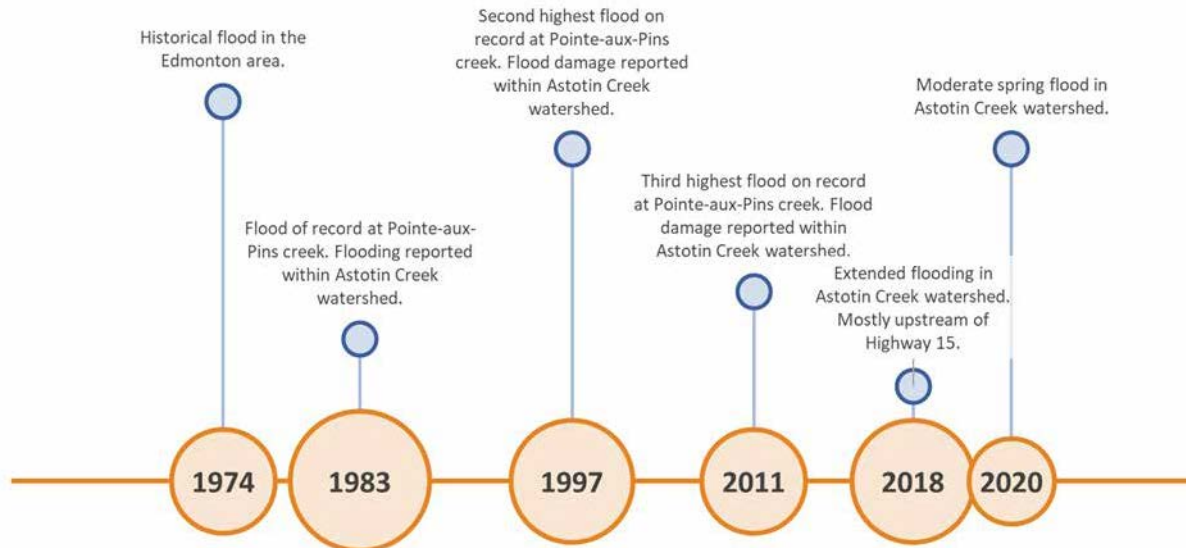 Historical flood in the
Edmonton area.
Flood of record at Pointe-aux-
Pins creek. Flooding reported
within Astotin Creek
watershed.
Second highest flood on
record at Pointe-aux-Pins
creek. Flood damage reported
within Astotin Creek
watershed.
Third highest flood on record
at Pointe-aux-Pins creek. Flood
damage reported within
Astotin Creek watershed.
Extended flooding in
Astotin Creek watershed.
Mostly upstream of
Highway 15.
Moderate spring flood in
Astotin Creek watershed.
1974
1983
1997
2011
2018
2020